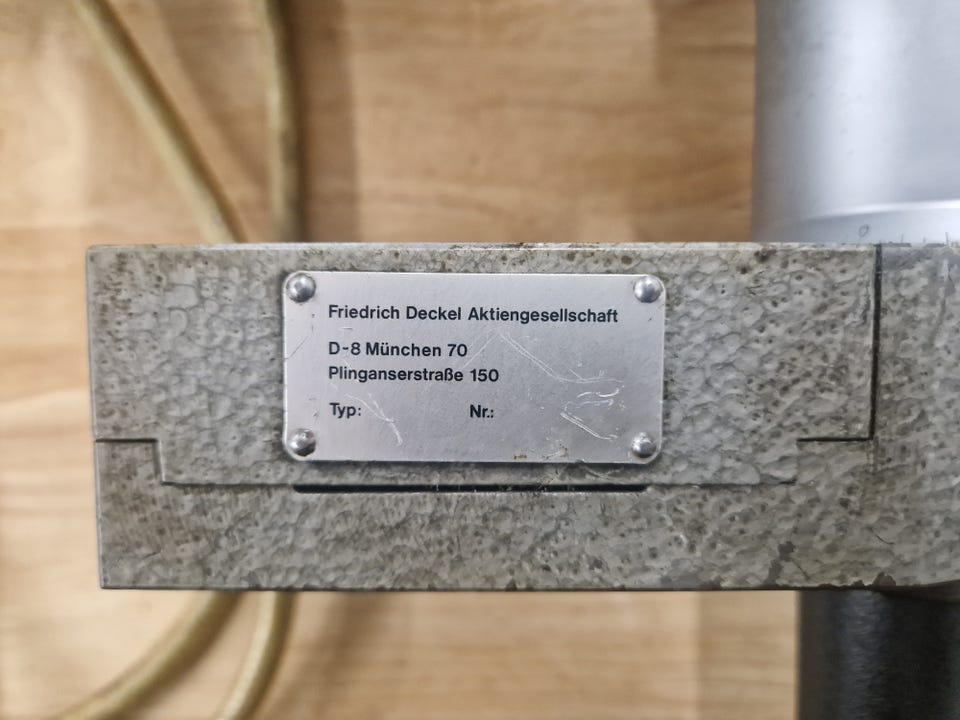 Friedrich Deckel Aktiengesellschaft
D-8 München 70
Plinganserstraße 150
Typ: Nr.: